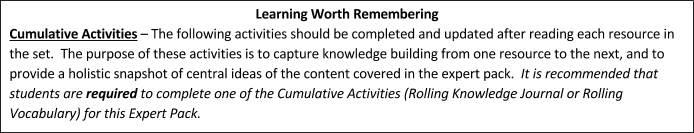 Learning Worth Remembering
Cumulative Activities – The following activities should be completed and updated after reading each resource in
the set.  The purpose of these activities is to capture knowledge building from one resource to the next, and to
provide a holistic snapshot of central ideas of the content covered in the expert pack.  It is recommended that
students are required to complete one of the Cumulative Activities (Rolling Knowledge Journal or Rolling
Vocabulary) for this Expert Pack.